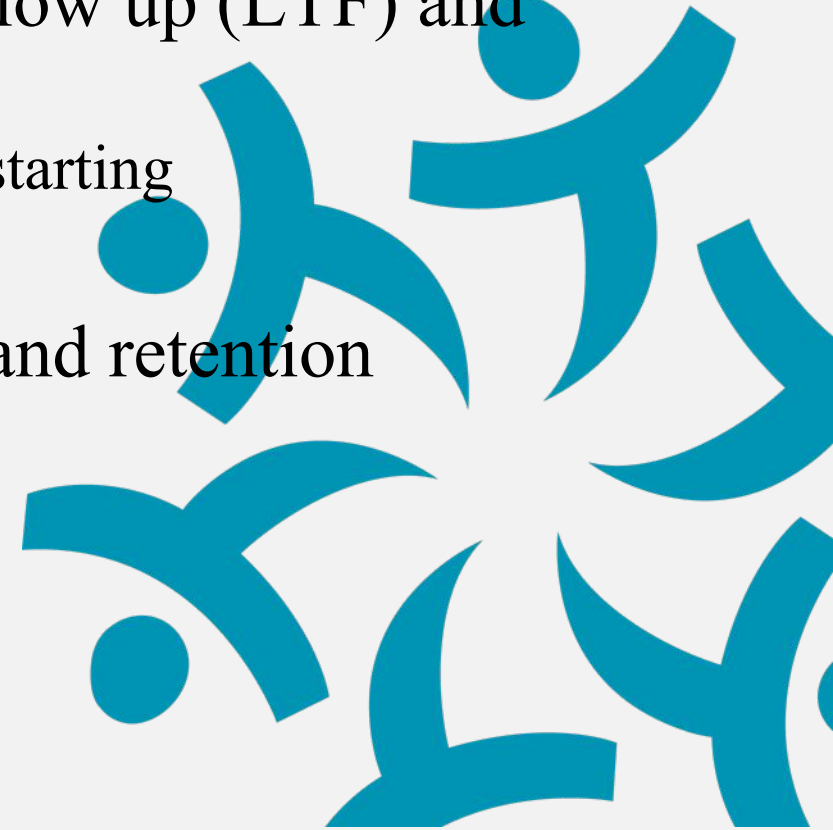 low up (LTF) and
starting
and retention